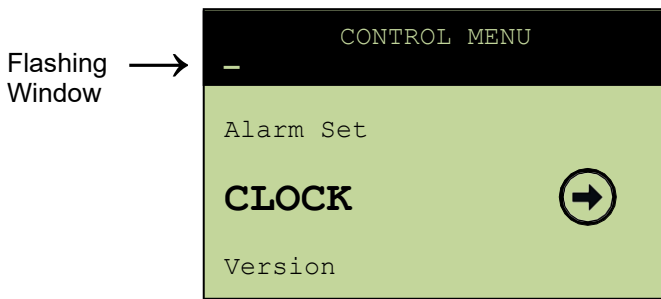 CONTROL MENU
Flashing
Window
_
Alarm Set
CLOCK
Version